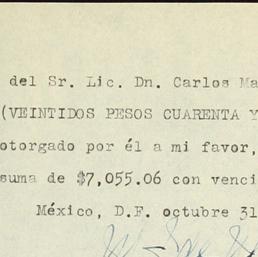 del Sr. Lic. Dn. Carlos Ma
(VEINTIDOS PESOS CUARENTA Y
otorgado por él a mi favor,
suma de $7,055.06 con venci
México, D.F. octubre 31